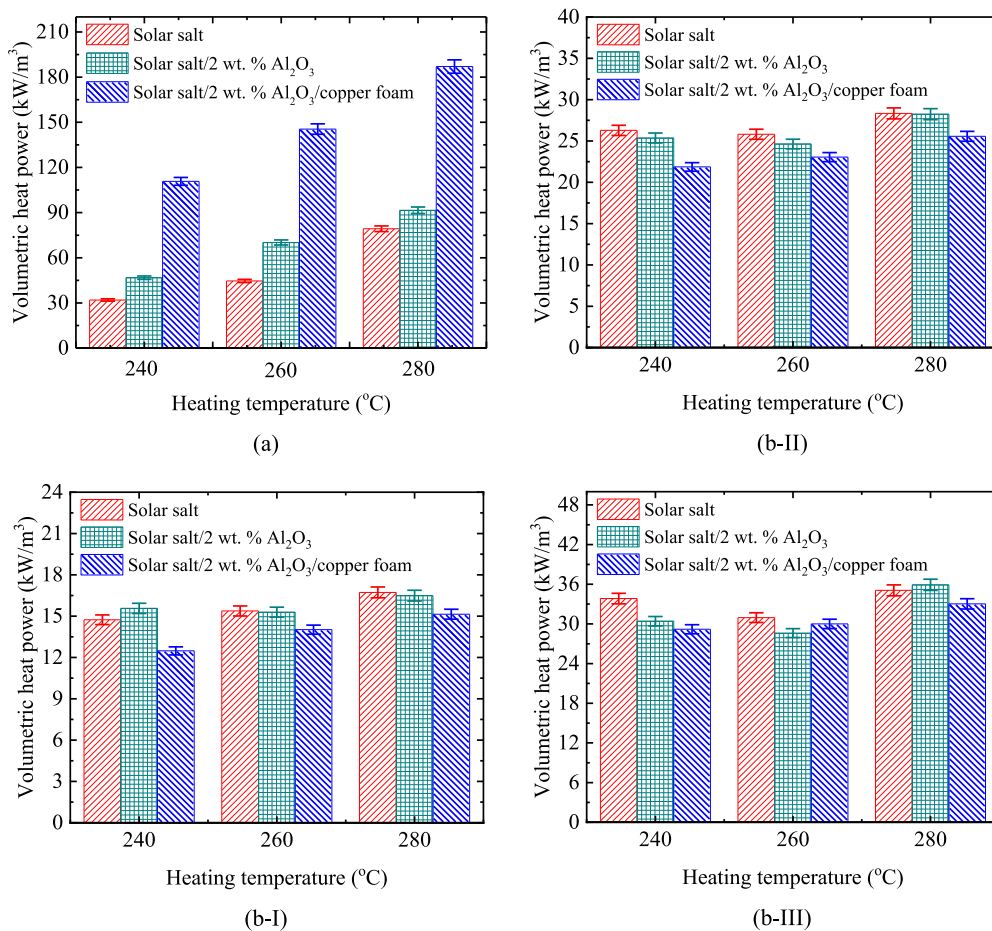 210
180
150
120
90
60
30
0
Volumetric heat power (kW/m³)
Solar salt
Solar salt/2 wt. % Al₂O₃
Solar salt/2 wt. % Al₂O₃/copper foam
240 260 280
Heating temperature (°C)
(a)
40
35
30
25
20
15
10
5
0
Volumetric heat power (kW/m³)
Solar salt
Solar salt/2 wt. % Al₂O₃
Solar salt/2 wt. % Al₂O₃/copper foam
240 260 280
Heating temperature (°C)
(b-II)
24
21
18
15
12
9
6
3
0
Volumetric heat power (kW/m³)
Solar salt
Solar salt/2 wt. % Al₂O₃
Solar salt/2 wt. % Al₂O₃/copper foam
240 260 280
Heating temperature (°C)
(b-I)
48
42
36
30
24
18
12
6
0
Volumetric heat power (kW/m³)
Solar salt
Solar salt/2 wt. % Al₂O₃
Solar salt/2 wt. % Al₂O₃/copper foam
240 260 280
Heating temperature (°C)
(b-III)